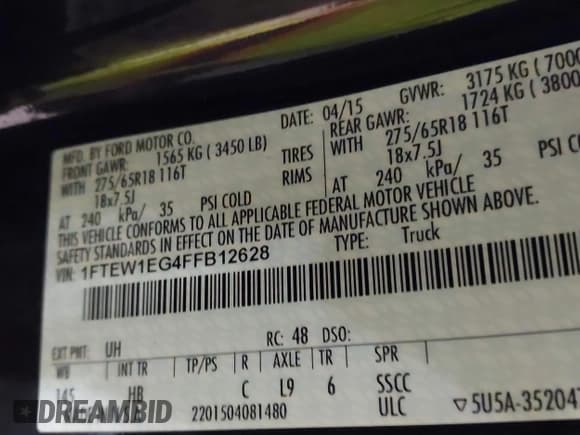 MFD. BY FORD MOTOR CO.
DATE: 04/15 GVWR: 3175 KG ( 7000
FRONT GAWR: 1565 KG ( 3450 LB)
REAR GAWR: 1724 KG ( 3800
WITH 275/65R18 116T TIRES WITH 275/65R18 116T
18x7.5J RIMS 18x7.5J
AT 240 kPa/ 35 PSI COLD AT 240 kPa/ 35 PSI CO
THIS VEHICLE CONFORMS TO ALL APPLICABLE FEDERAL MOTOR VEHICLE
SAFETY STANDARDS IN EFFECT ON THE DATE OF MANUFACTURE SHOWN ABOVE.
VIN: 1FTEW1EG4FFB12628
TYPE: Truck
EXT PNT: UH RC: 48 DSO:
WB INT TR TP/PS R AXLE TR SPR
145 HB C L9 6 SSCC
DREAMBID 2201504081480 ULC ▽5U5A-35204